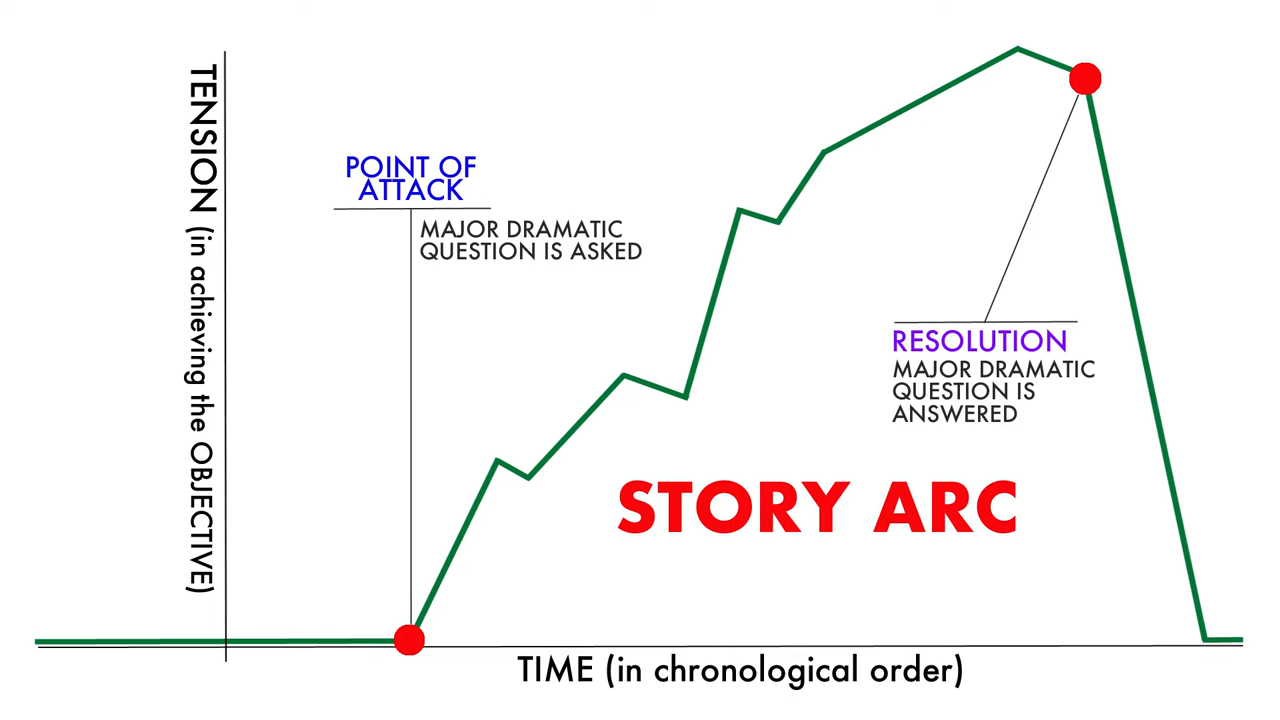 TENSION (in achieving the OBJECTIVE)
POINT OF
ATTACK
MAJOR DRAMATIC
QUESTION IS ASKED
RESOLUTION
MAJOR DRAMATIC
QUESTION IS
ANSWERED
STORY ARC
TIME (in chronological order)